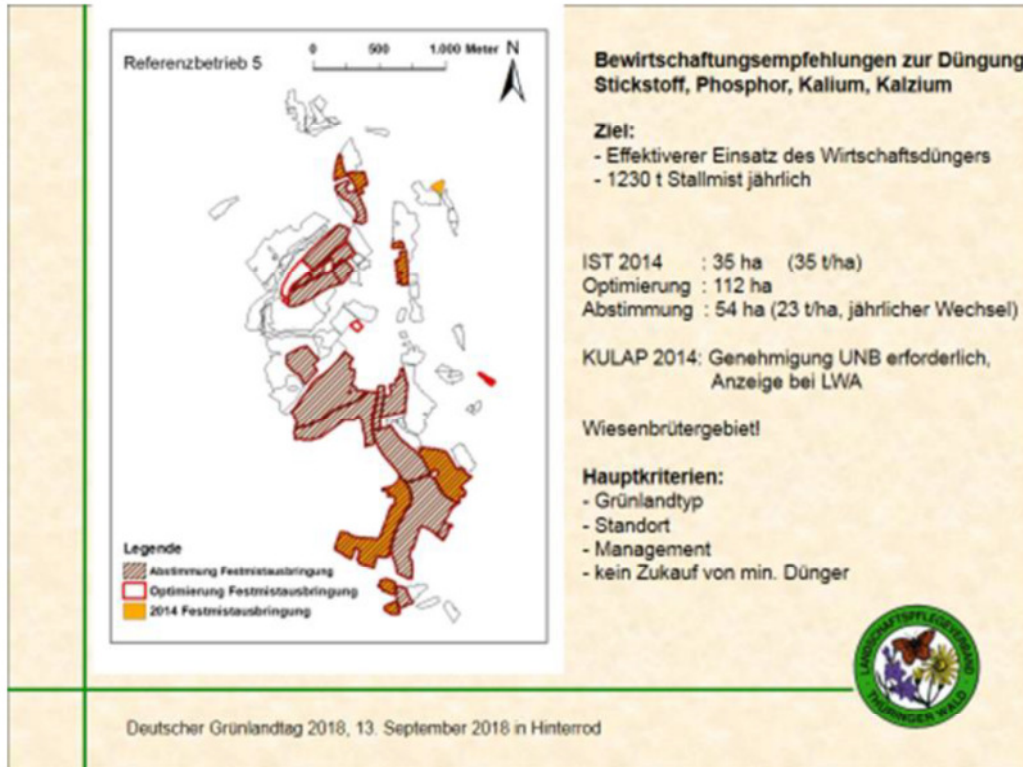 Referenzbetrieb 5
0 500 1.000 Meter N
Legende
Abstimmung Festmistausbringung
Optimierung Festmistausbringung
2014 Festmistausbringung
Bewirtschaftungsempfehlungen zur Düngung
Stickstoff, Phosphor, Kalium, Kalzium
Ziel:
- Effektiverer Einsatz des Wirtschaftsdüngers
- 1230 t Stallmist jährlich
IST 2014 : 35 ha (35 t/ha)
Optimierung : 112 ha
Abstimmung : 54 ha (23 t/ha, jährlicher Wechsel)
KULAP 2014: Genehmigung UNB erforderlich,
Anzeige bei LWA
Wiesenbrütergebiet!
Hauptkriterien:
- Grünlandtyp
- Standort
- Management
- kein Zukauf von min. Dünger
LANDSCHAFTSPFLEGEVERBAND
THÜRINGER WALD
Deutscher Grünlandtag 2018, 13. September 2018 in Hinterrod